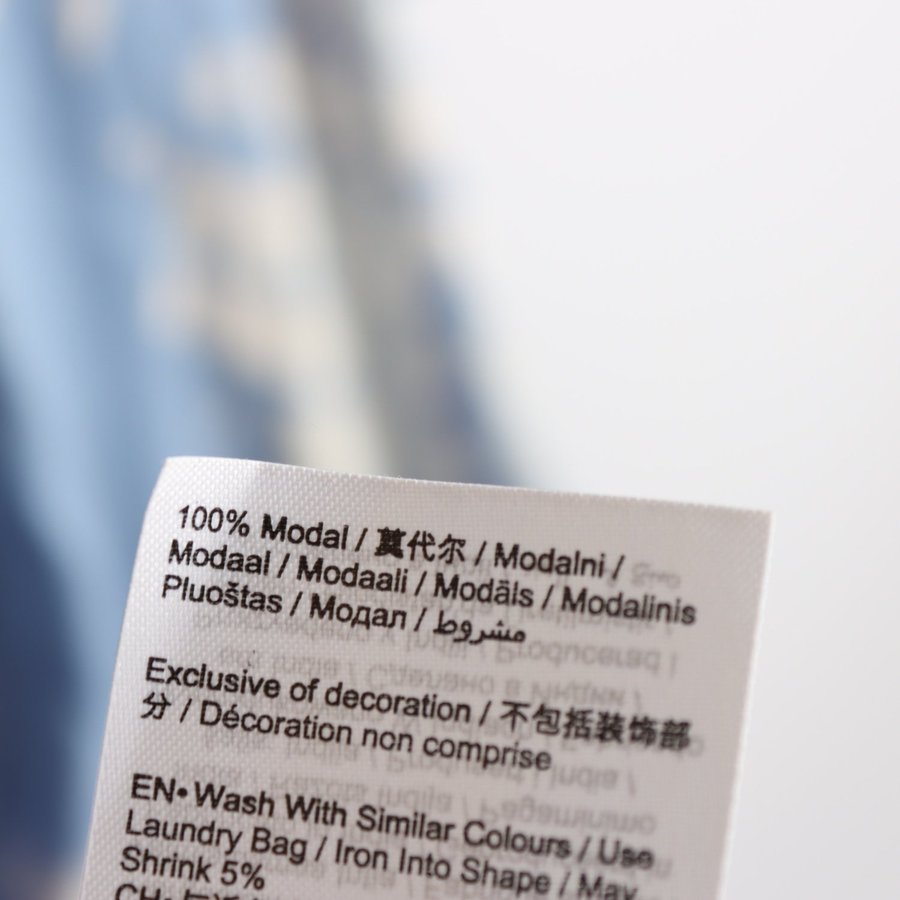 100% Modal / 莫代尔 / Modalni /
Modaal / Modaali / Modāls / Modalinis
Pluoštas / Модал / مشروط
Exclusive of decoration / 不包括装饰部
分 / Décoration non comprise
EN• Wash With Similar Colours / Use
Laundry Bag / Iron Into Shape / May
Shrink 5%
CH•